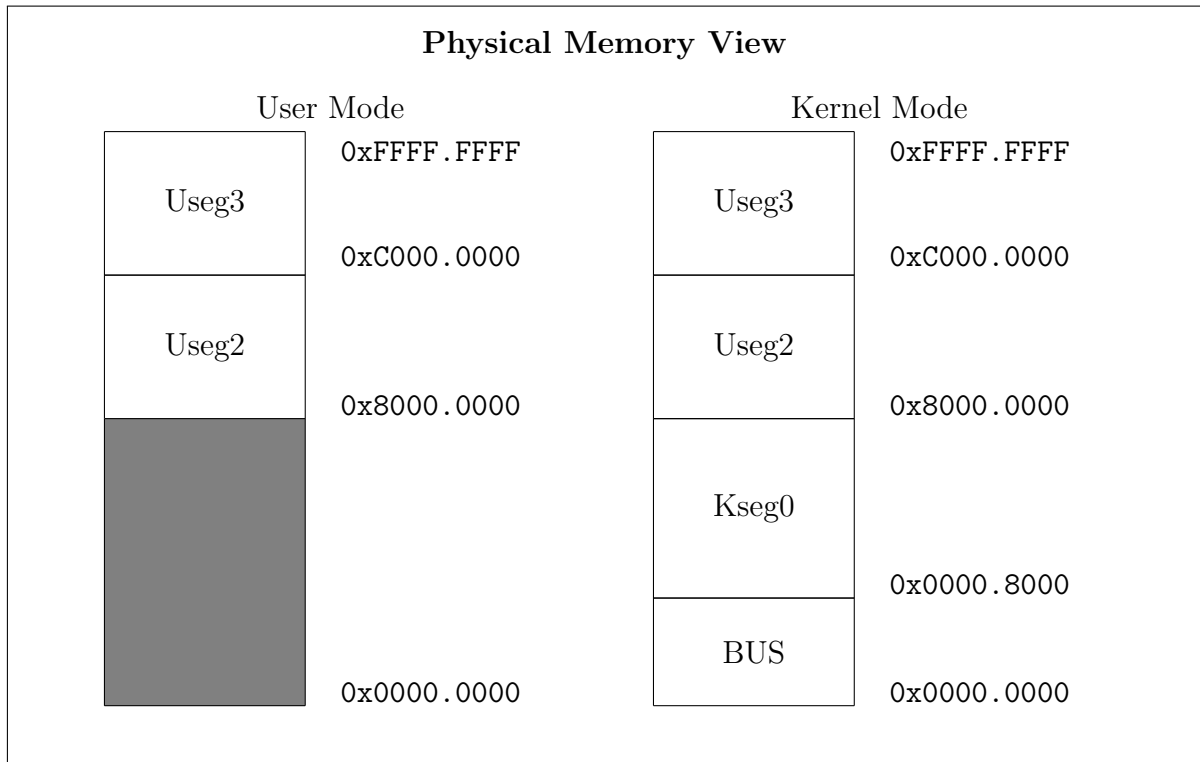 Physical Memory View
User Mode
0xFFFF.FFFF
Useg3
0xC000.0000
Useg2
0x8000.0000
0x0000.0000
Kernel Mode
0xFFFF.FFFF
Useg3
0xC000.0000
Useg2
0x8000.0000
Kseg0
0x0000.8000
BUS
0x0000.0000